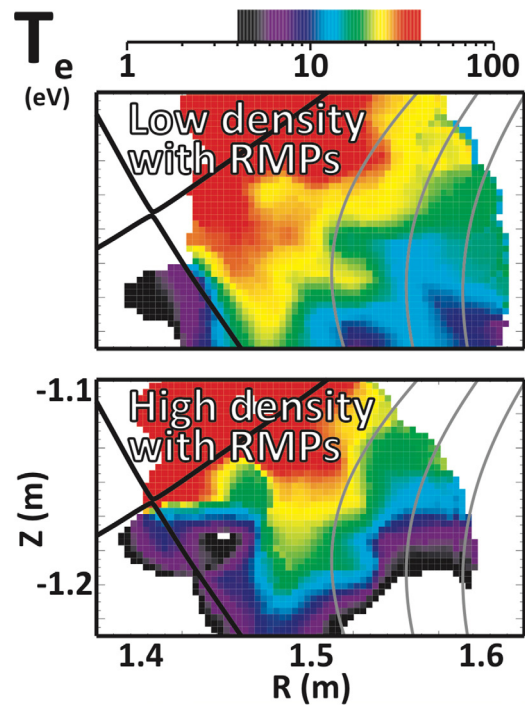 Te
(eV)
1 10 100
Low density
with RMPs
High density
with RMPs
-1.1
Z (m)
-1.2
1.4 1.5 1.6
R (m)